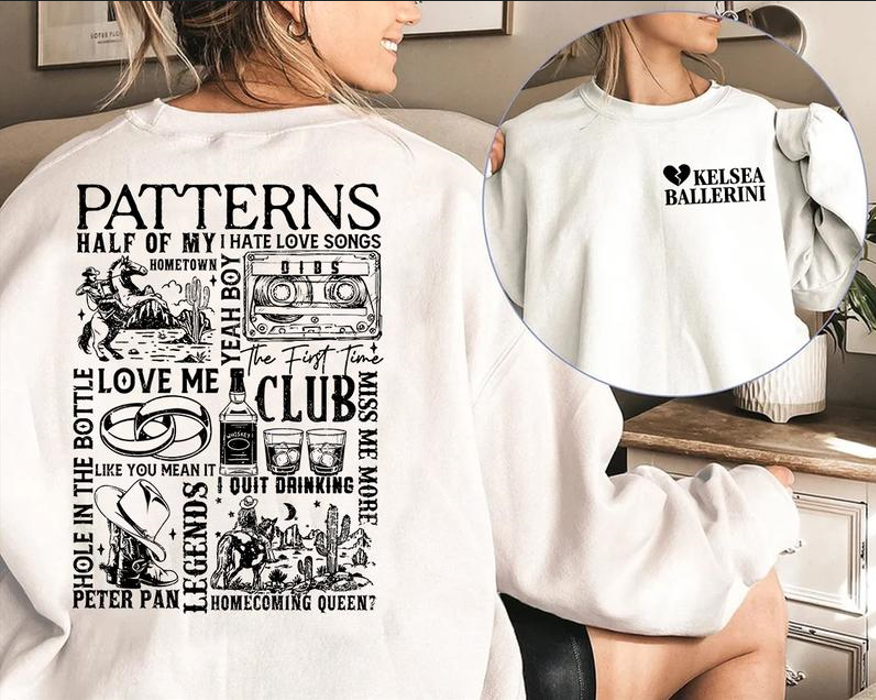 PATTERNS
HALF OF MY
HOMETOWN
I HATE LOVE SONGS
YEAH BOY
DIBS
The First Time
LOVE ME
LIKE YOU MEAN IT
HOLE IN THE BOTTLE
CLUB
MISS ME MORE
WHISKEY
I QUIT DRINKING
PETER PAN
LEGENDS
HOMECOMING QUEEN?
KELSEA
BALLERINI